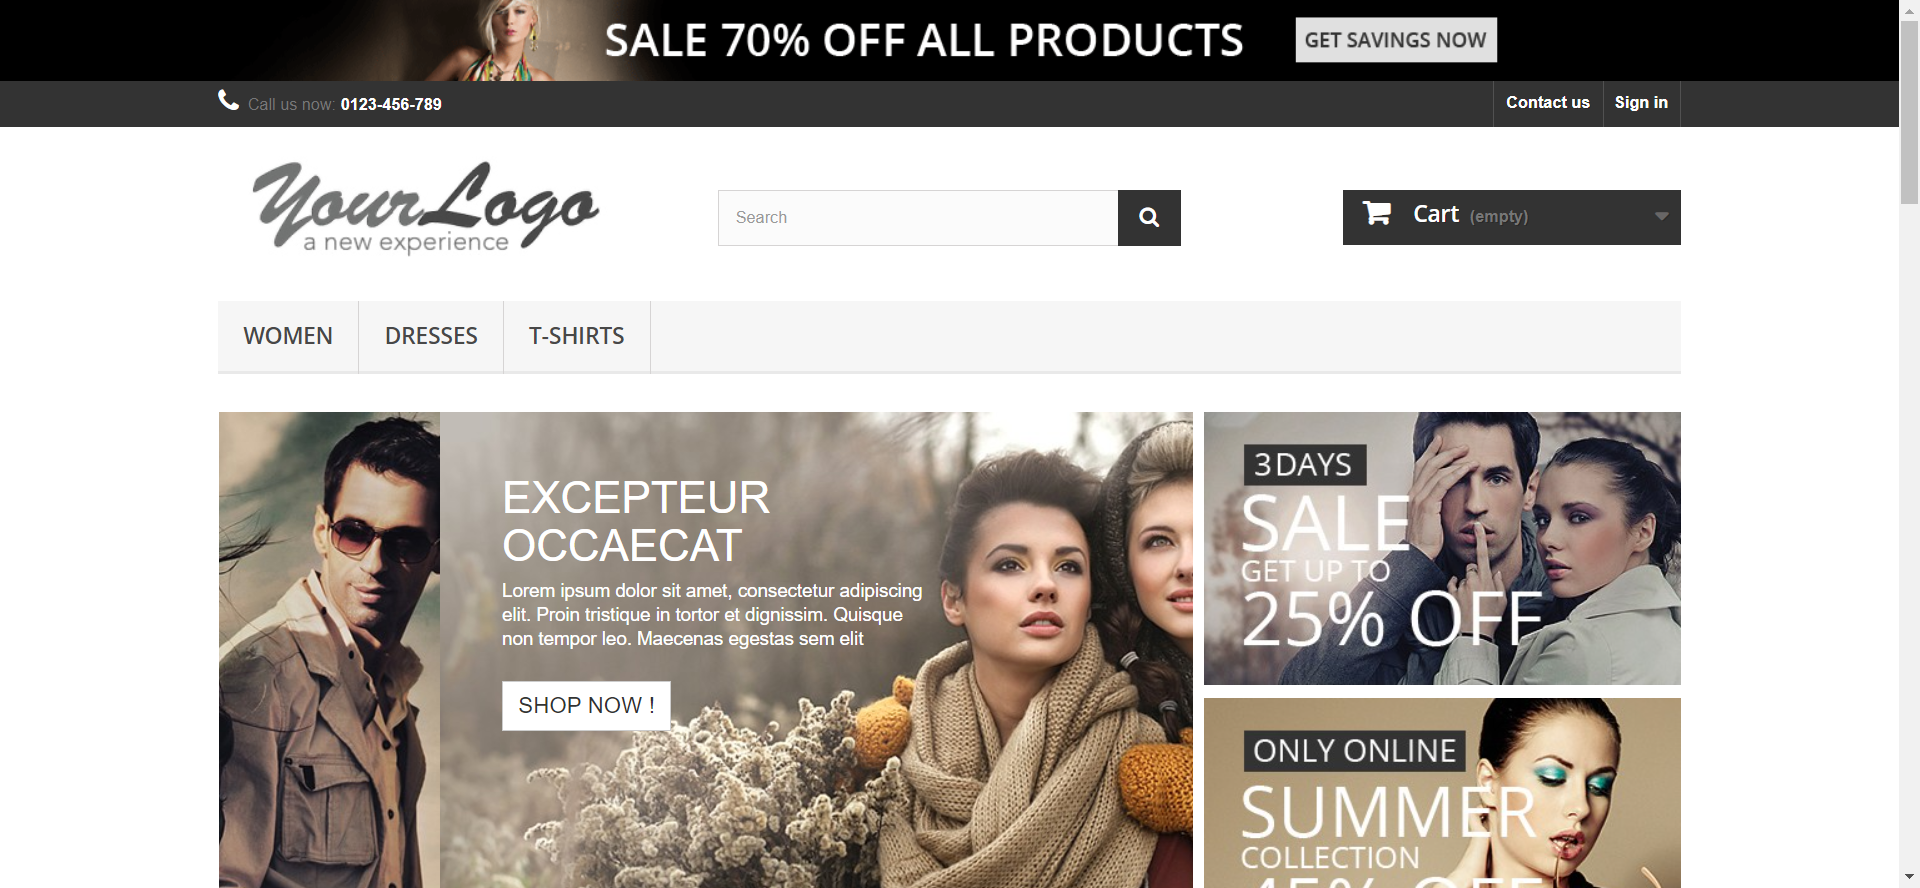 SALE 70% OFF ALL PRODUCTS
GET SAVINGS NOW
Call us now: 0123-456-789
Contact us
Sign in
YourLogo
a new experience
Search
Cart (empty)
WOMEN
DRESSES
T-SHIRTS
EXCEPTEUR
OCCAECAT
Lorem ipsum dolor sit amet, consectetur adipiscing
elit. Proin tristique in tortor et dignissim. Quisque
non tempor leo. Maecenas egestas sem elit
SHOP NOW !
3 DAYS
SALE
GET UP TO
25% OFF
ONLY ONLINE
SUMMER
COLLECTION
45% OFF